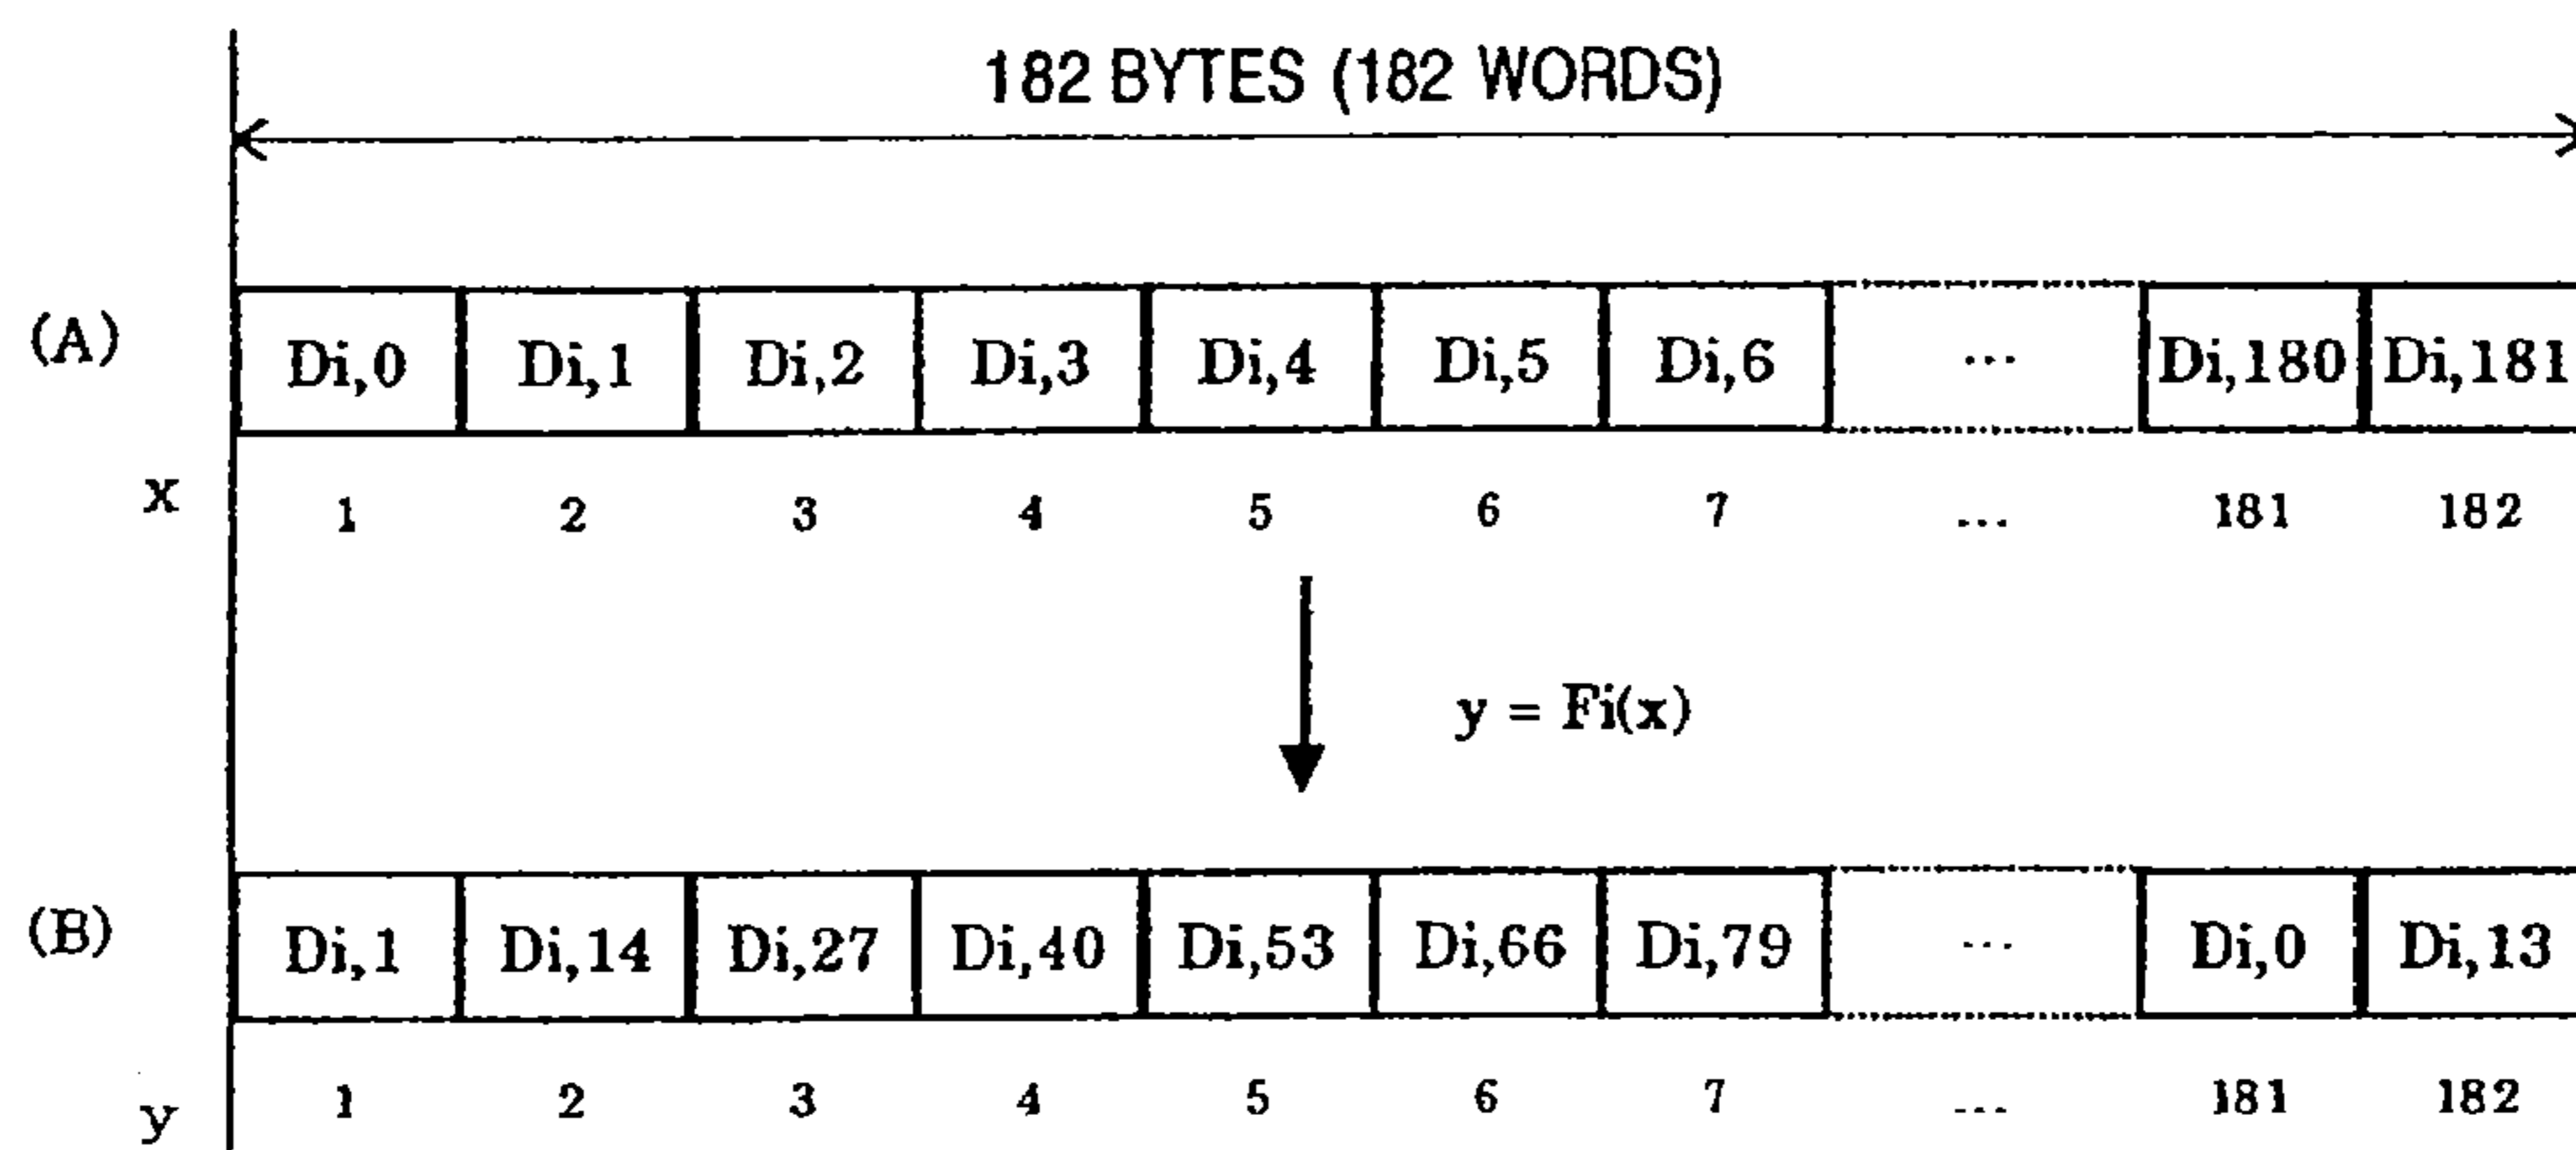 182 BYTES (182 WORDS)
(A) Di,0 Di,1 Di,2 Di,3 Di,4 Di,5 Di,6 ... Di,180 Di,181
x 1 2 3 4 5 6 7 ... 181 182
y = Fi(x)
(B) Di,1 Di,14 Di,27 Di,40 Di,53 Di,66 Di,79 ... Di,0 Di,13
y 1 2 3 4 5 6 7 ... 181 182